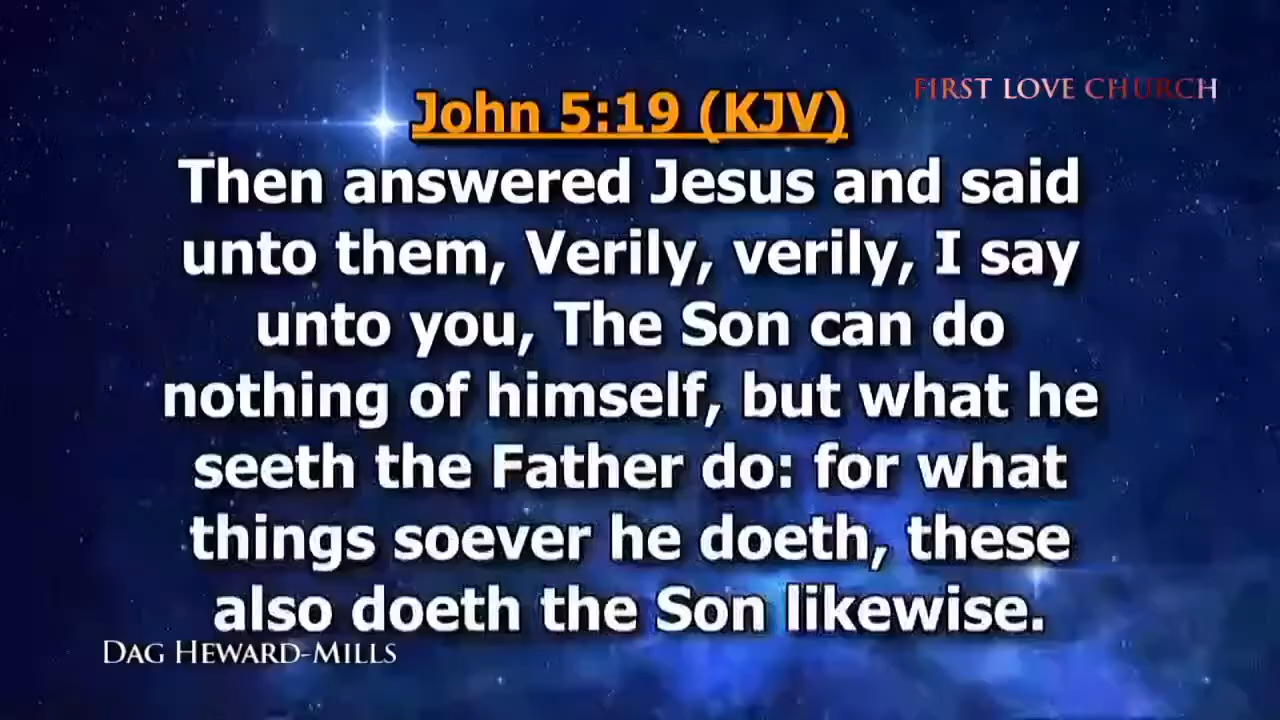 FIRST LOVE CHURCH
John 5:19 (KJV)
Then answered Jesus and said
unto them, Verily, verily, I say
unto you, The Son can do
nothing of himself, but what he
seeth the Father do: for what
things soever he doeth, these
also doeth the Son likewise.
DAG HEWARD-MILLS